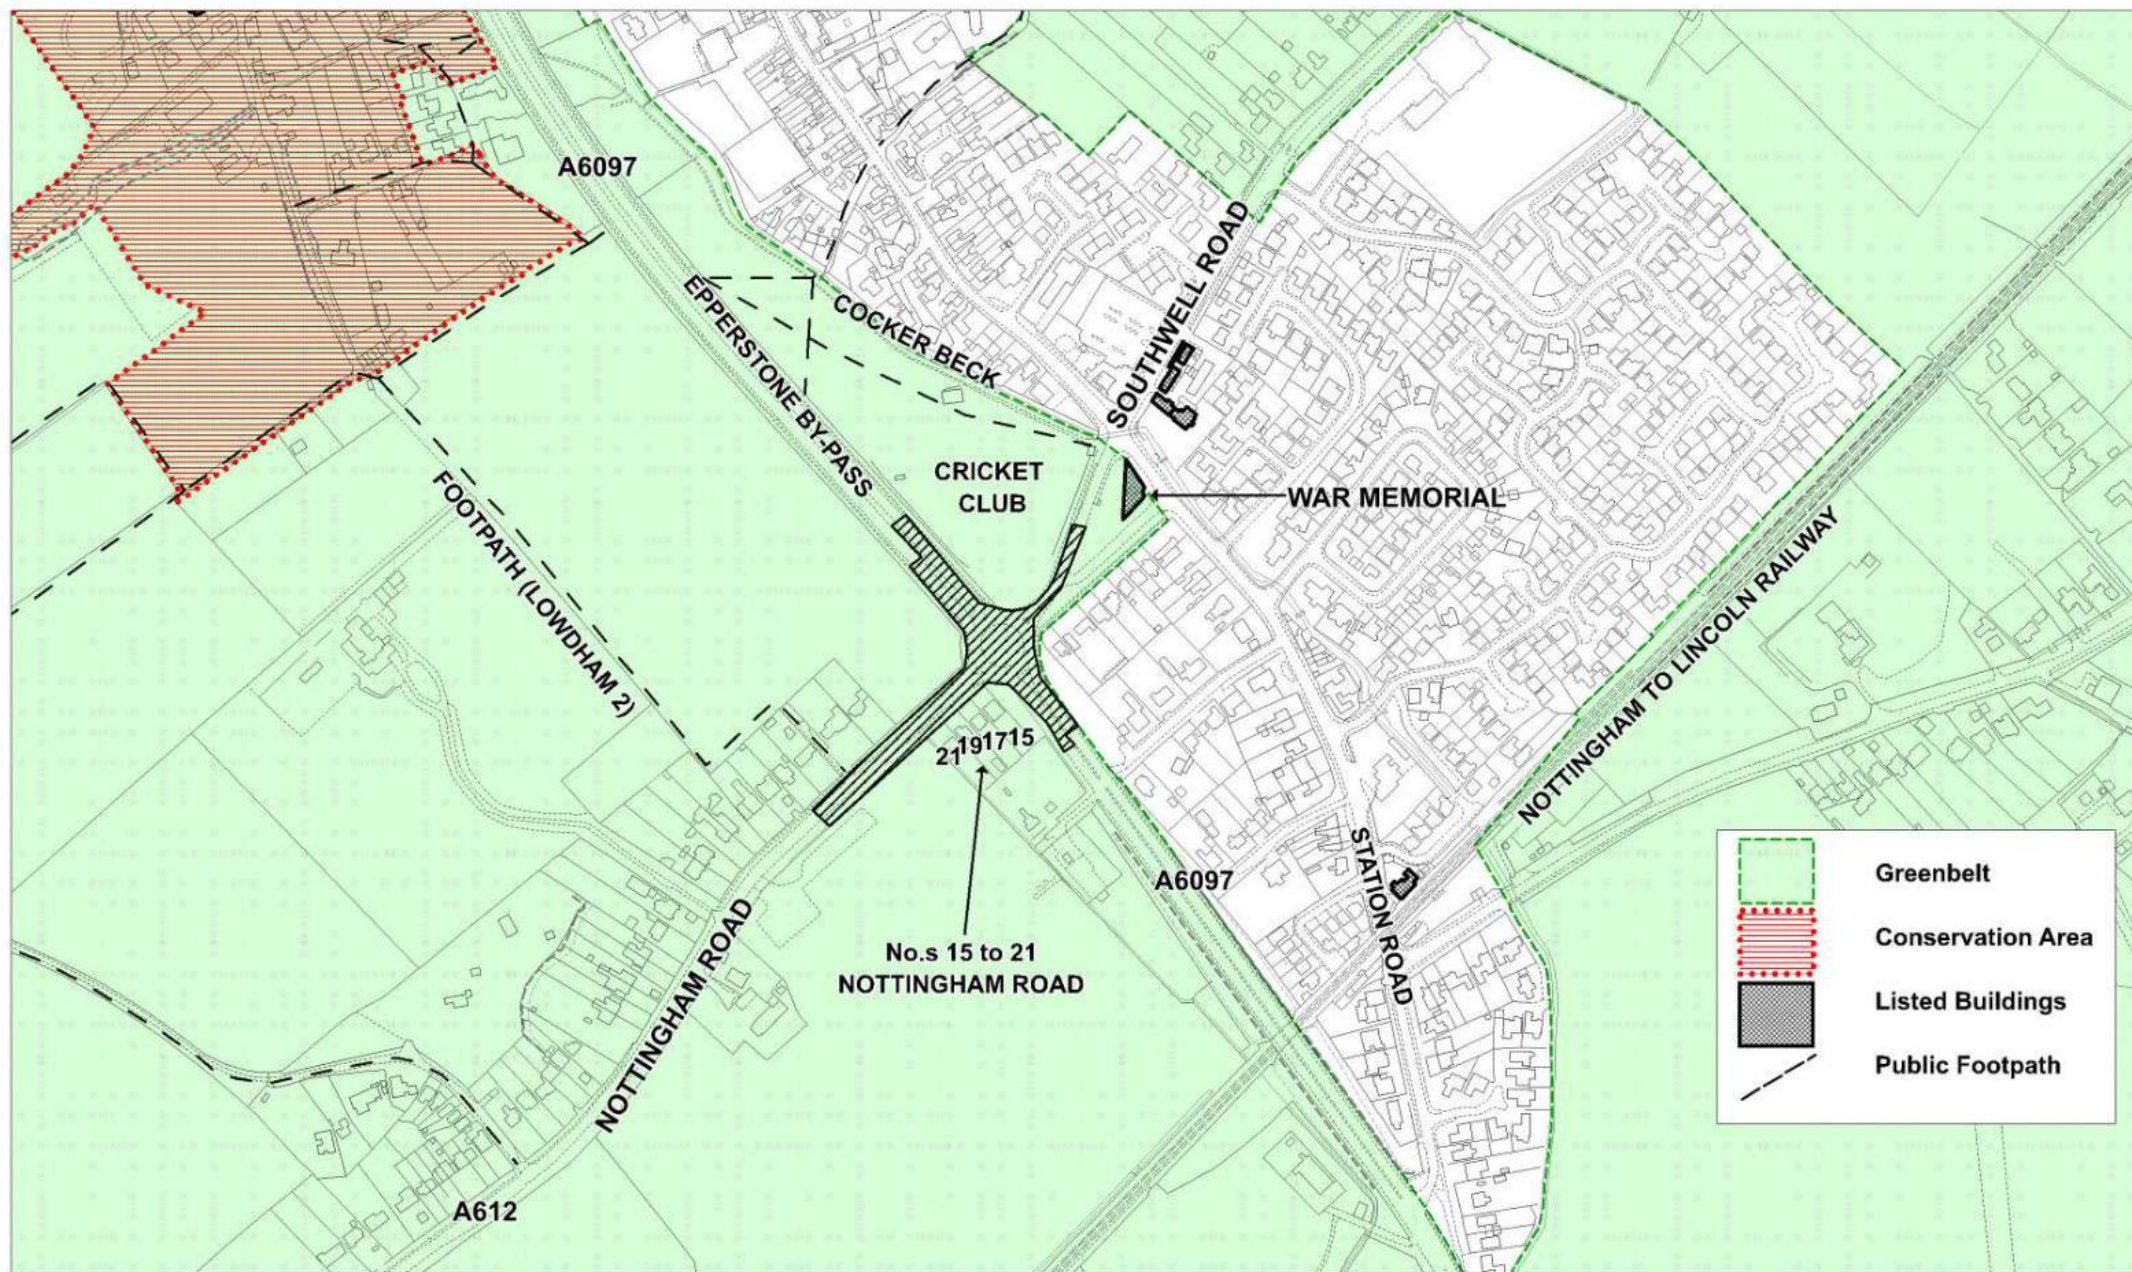 A6097
SOUTHWELL ROAD
EPPERSTONE BY-PASS
COCKER BECK
CRICKET
CLUB
WAR MEMORIAL
FOOTPATH (LOWDHAM 2)
NOTTINGHAM TO LINCOLN RAILWAY
21 19 17 15
No.s 15 to 21
NOTTINGHAM ROAD
A6097
STATION ROAD
NOTTINGHAM ROAD
A612
Greenbelt
Conservation Area
Listed Buildings
Public Footpath